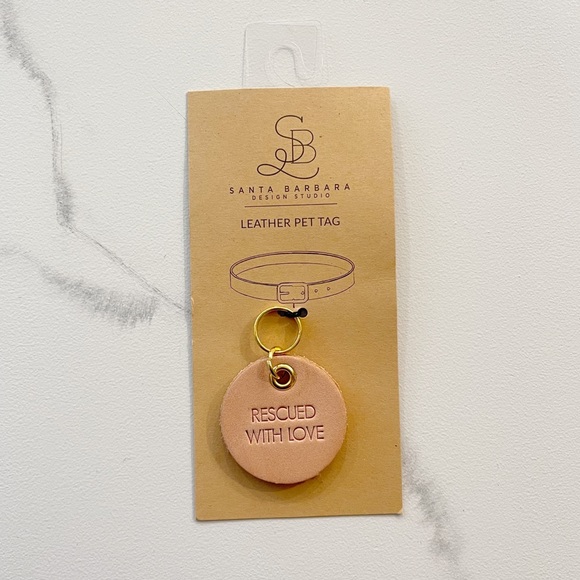 SB
SANTA BARBARA
DESIGN STUDIO
LEATHER PET TAG
RESCUED
WITH LOVE